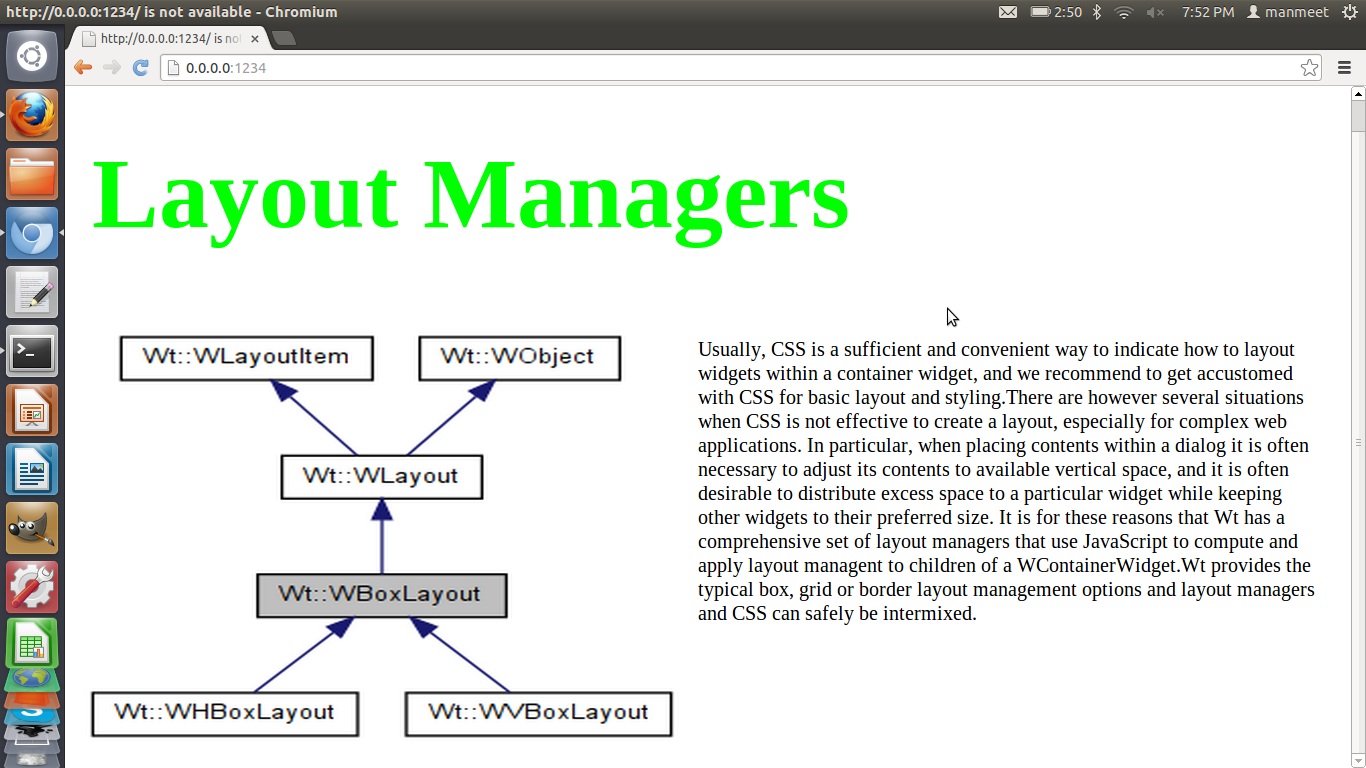 http://0.0.0.0:1234/ is not available - Chromium
2:50
7:52 PM
manmeet
http://0.0.0.0:1234/ is no
0.0.0.0:1234
Layout Managers
Wt::WLayoutItem
Wt::WObject
Wt::WLayout
Wt::WBoxLayout
Wt::WHBoxLayout
Wt::WVBoxLayout
Usually, CSS is a sufficient and convenient way to indicate how to layout
widgets within a container widget, and we recommend to get accustomed
with CSS for basic layout and styling.There are however several situations
when CSS is not effective to create a layout, especially for complex web
applications. In particular, when placing contents within a dialog it is often
necessary to adjust its contents to available vertical space, and it is often
desirable to distribute excess space to a particular widget while keeping
other widgets to their preferred size. It is for these reasons that Wt has a
comprehensive set of layout managers that use JavaScript to compute and
apply layout managent to children of a WContainerWidget.Wt provides the
typical box, grid or border layout management options and layout managers
and CSS can safely be intermixed.